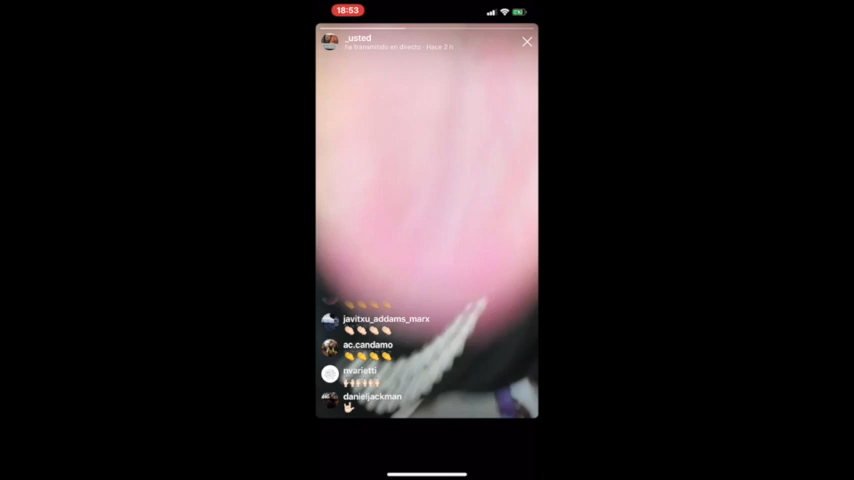 18:53
_usted
ha transmitido en directo · Hace 2 h
javitxu_addams_marx
👏🏻👏🏻👏🏻👏🏻
ac.candamo
👏👏👏👏
nvarietti
🙌🏻🙌🏻🙌🏻🙌🏻
danieljackman
🤟🏻